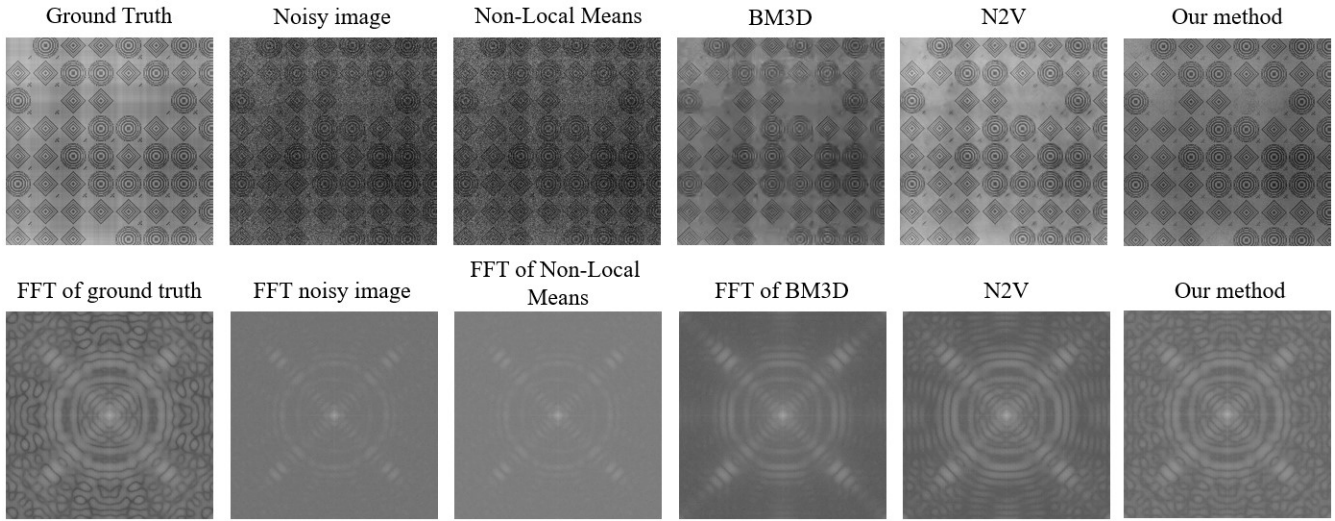 Ground Truth
Noisy image
Non-Local Means
BM3D
N2V
Our method
FFT of ground truth
FFT noisy image
FFT of Non-Local
Means
FFT of BM3D
N2V
Our method